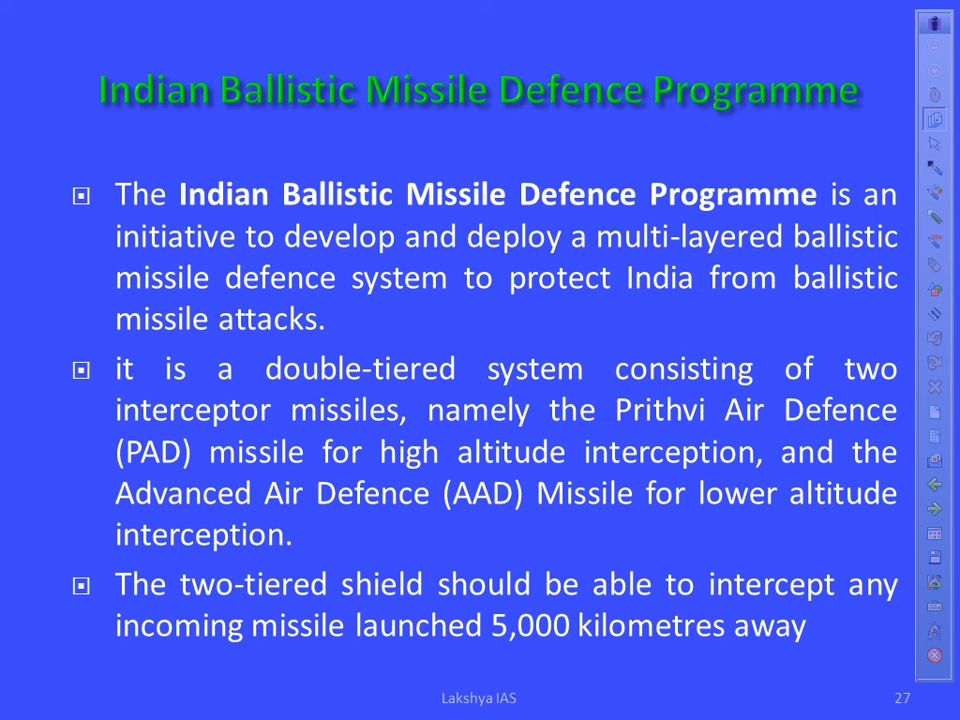 Indian Ballistic Missile Defence Programme
The Indian Ballistic Missile Defence Programme is an
initiative to develop and deploy a multi-layered ballistic
missile defence system to protect India from ballistic
missile attacks.
it is a double-tiered system consisting of two
interceptor missiles, namely the Prithvi Air Defence
(PAD) missile for high altitude interception, and the
Advanced Air Defence (AAD) Missile for lower altitude
interception.
The two-tiered shield should be able to intercept any
incoming missile launched 5,000 kilometres away
Lakshya IAS
27